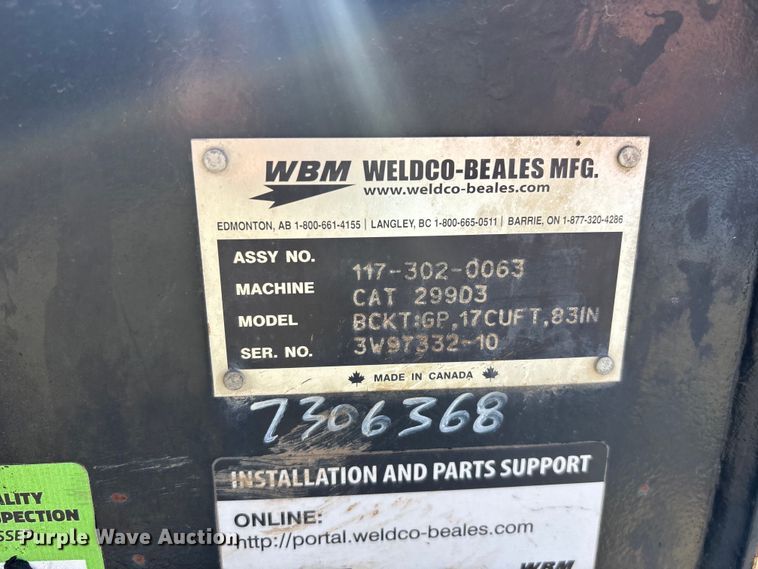 WBM WELDCO-BEALES MFG.
www.weldco-beales.com
EDMONTON, AB 1-800-661-4155 | LANGLEY, BC 1-800-665-0511 | BARRIE, ON 1-877-320-4286
ASSY NO. 117-302-0063
MACHINE CAT 299D3
MODEL BCKT:GP,17CUFT,83IN
SER. NO. 3W97332-10
MADE IN CANADA
7306368
INSTALLATION AND PARTS SUPPORT
ONLINE:
http://portal.weldco-beales.com
WBM
ALITY
SPECTION
SSE
Purple Wave Auction